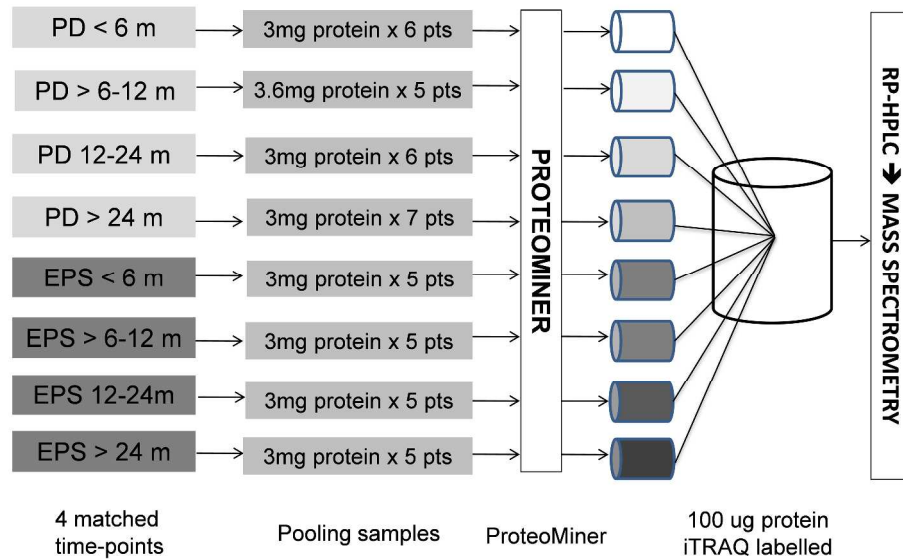 PD < 6 m
3mg protein x 6 pts
PD > 6-12 m
3.6mg protein x 5 pts
PD 12-24 m
3mg protein x 6 pts
PD > 24 m
3mg protein x 7 pts
EPS < 6 m
3mg protein x 5 pts
EPS > 6-12 m
3mg protein x 5 pts
EPS 12-24m
3mg protein x 5 pts
EPS > 24 m
3mg protein x 5 pts
PROTEOMINER
RP-HPLC → MASS SPECTROMETRY
4 matched
time-points
Pooling samples
ProteoMiner
100 ug protein
iTRAQ labelled